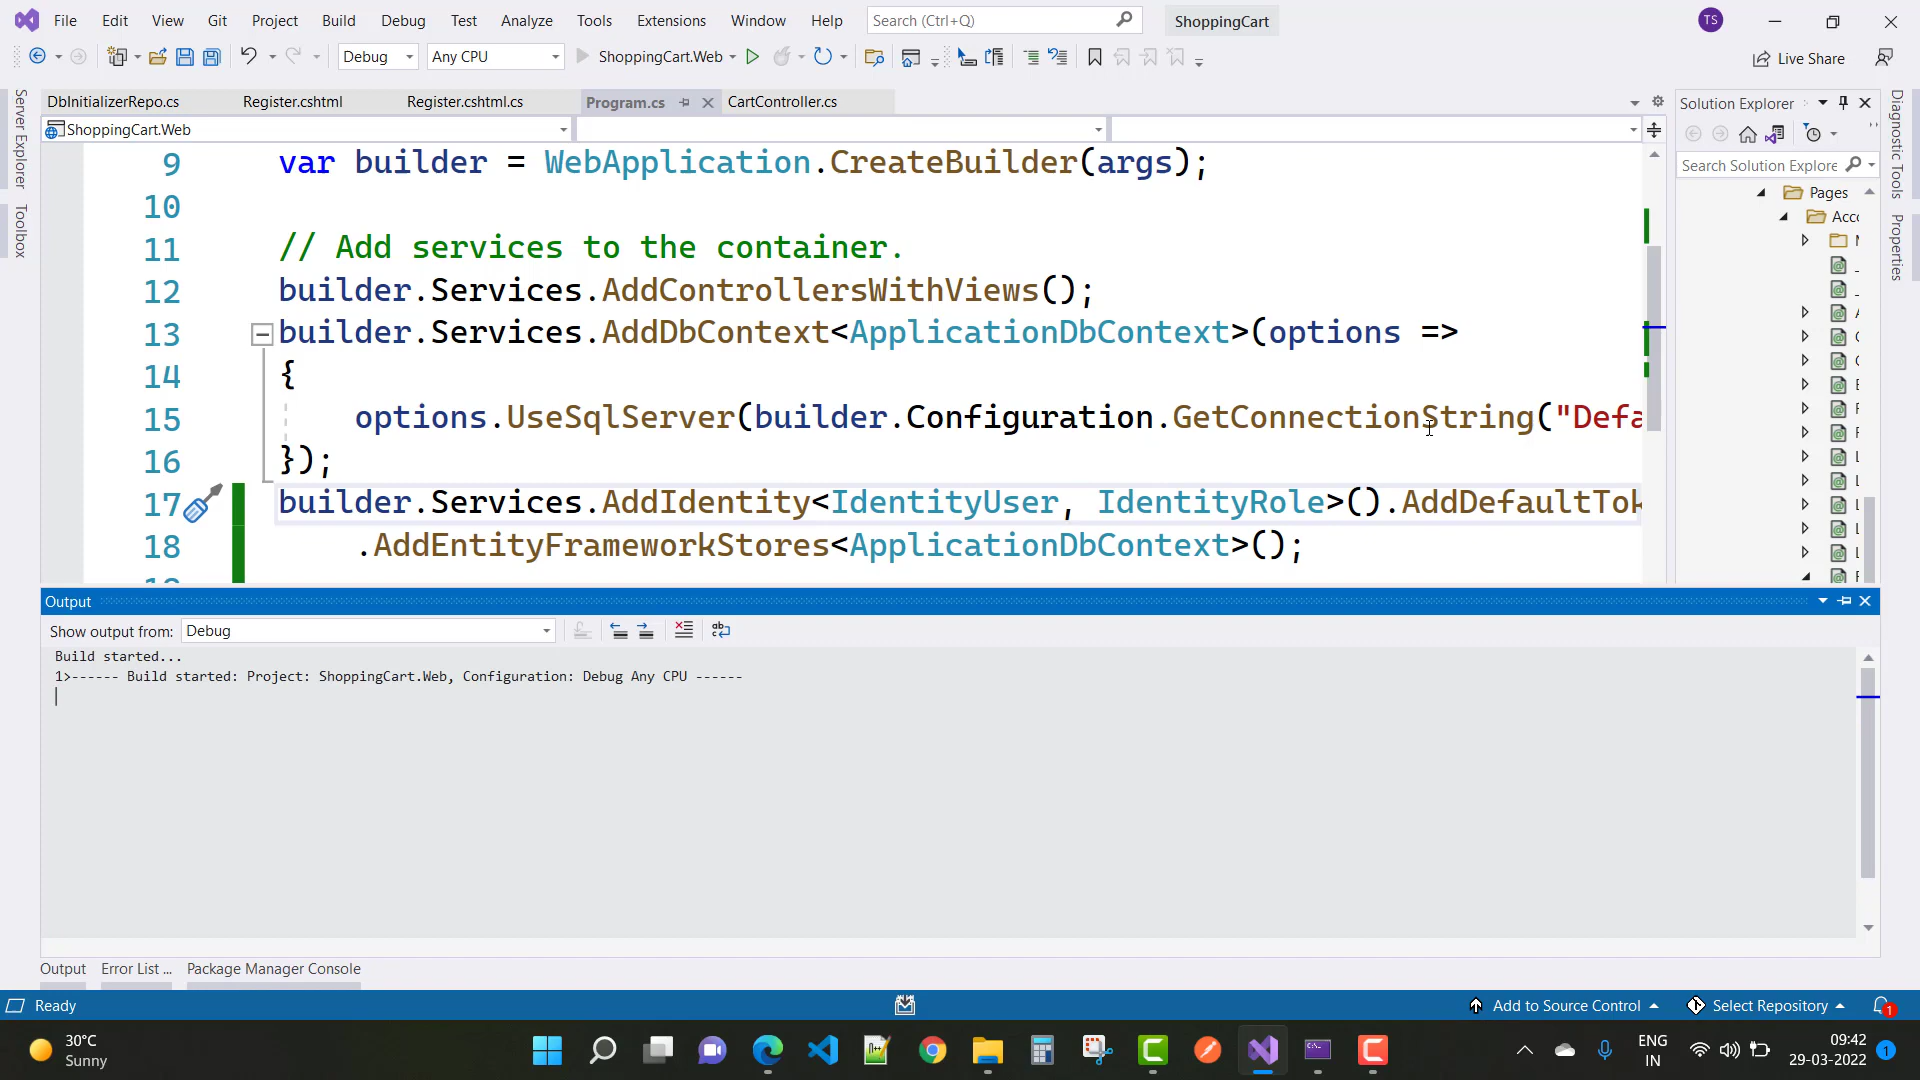 File Edit View Git Project Build Debug Test Analyze Tools Extensions Window Help Search (Ctrl+Q) ShoppingCart TS
Debug Any CPU ShoppingCart.Web Live Share
Server Explorer
Toolbox
DbInitializerRepo.cs Register.cshtml Register.cshtml.cs Program.cs CartController.cs
ShoppingCart.Web
9 var builder = WebApplication.CreateBuilder(args);
10
11 // Add services to the container.
12 builder.Services.AddControllersWithViews();
13 builder.Services.AddDbContext<ApplicationDbContext>(options =>
14 {
15 options.UseSqlServer(builder.Configuration.GetConnectionString("Defa
16 });
17 builder.Services.AddIdentity<IdentityUser, IdentityRole>().AddDefaultTok
18 .AddEntityFrameworkStores<ApplicationDbContext>();
Solution Explorer
Search Solution Explore
Pages
Acco
Diagnostic Tools
Properties
Output
Show output from: Debug
Build started...
1>------ Build started: Project: ShoppingCart.Web, Configuration: Debug Any CPU ------
Output Error List ... Package Manager Console
Ready Add to Source Control Select Repository 1
30°C
Sunny
ENG
IN
09:42
29-03-2022
1